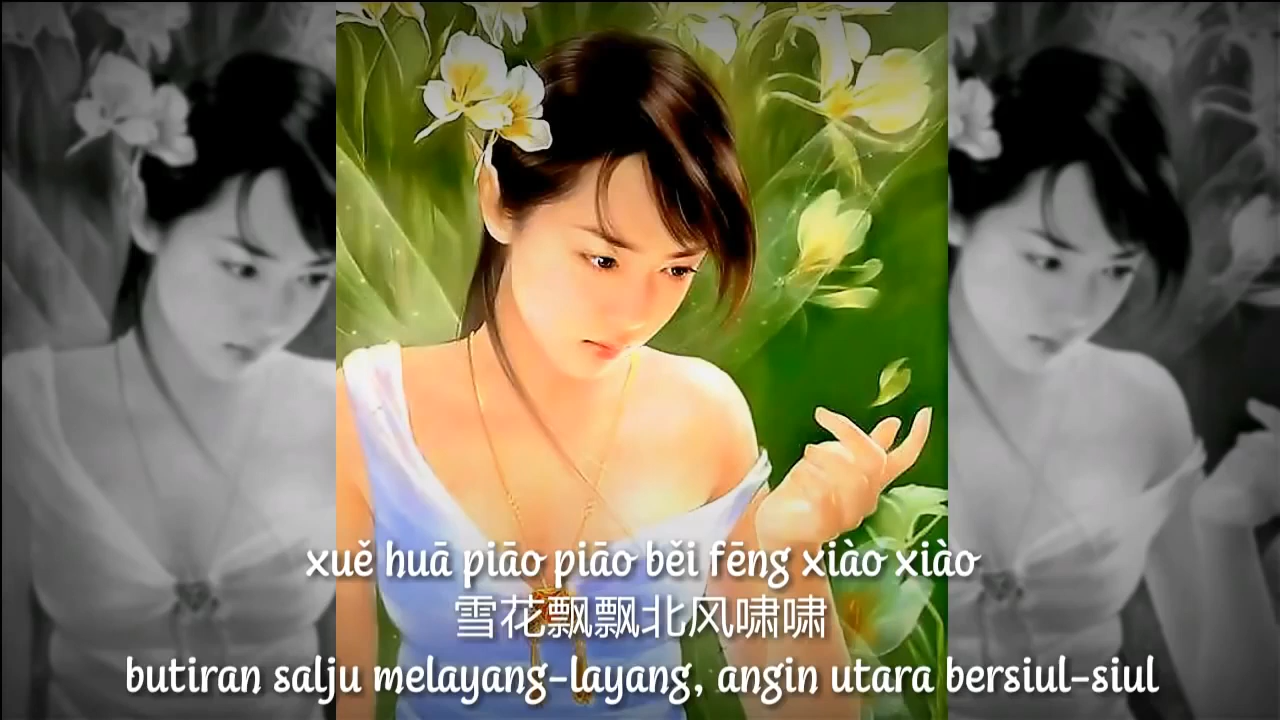 xuě huā piāo piāo běi fēng xiào xiào
雪花飘飘北风啸啸
butiran salju melayang-layang, angin utara bersiul-siul